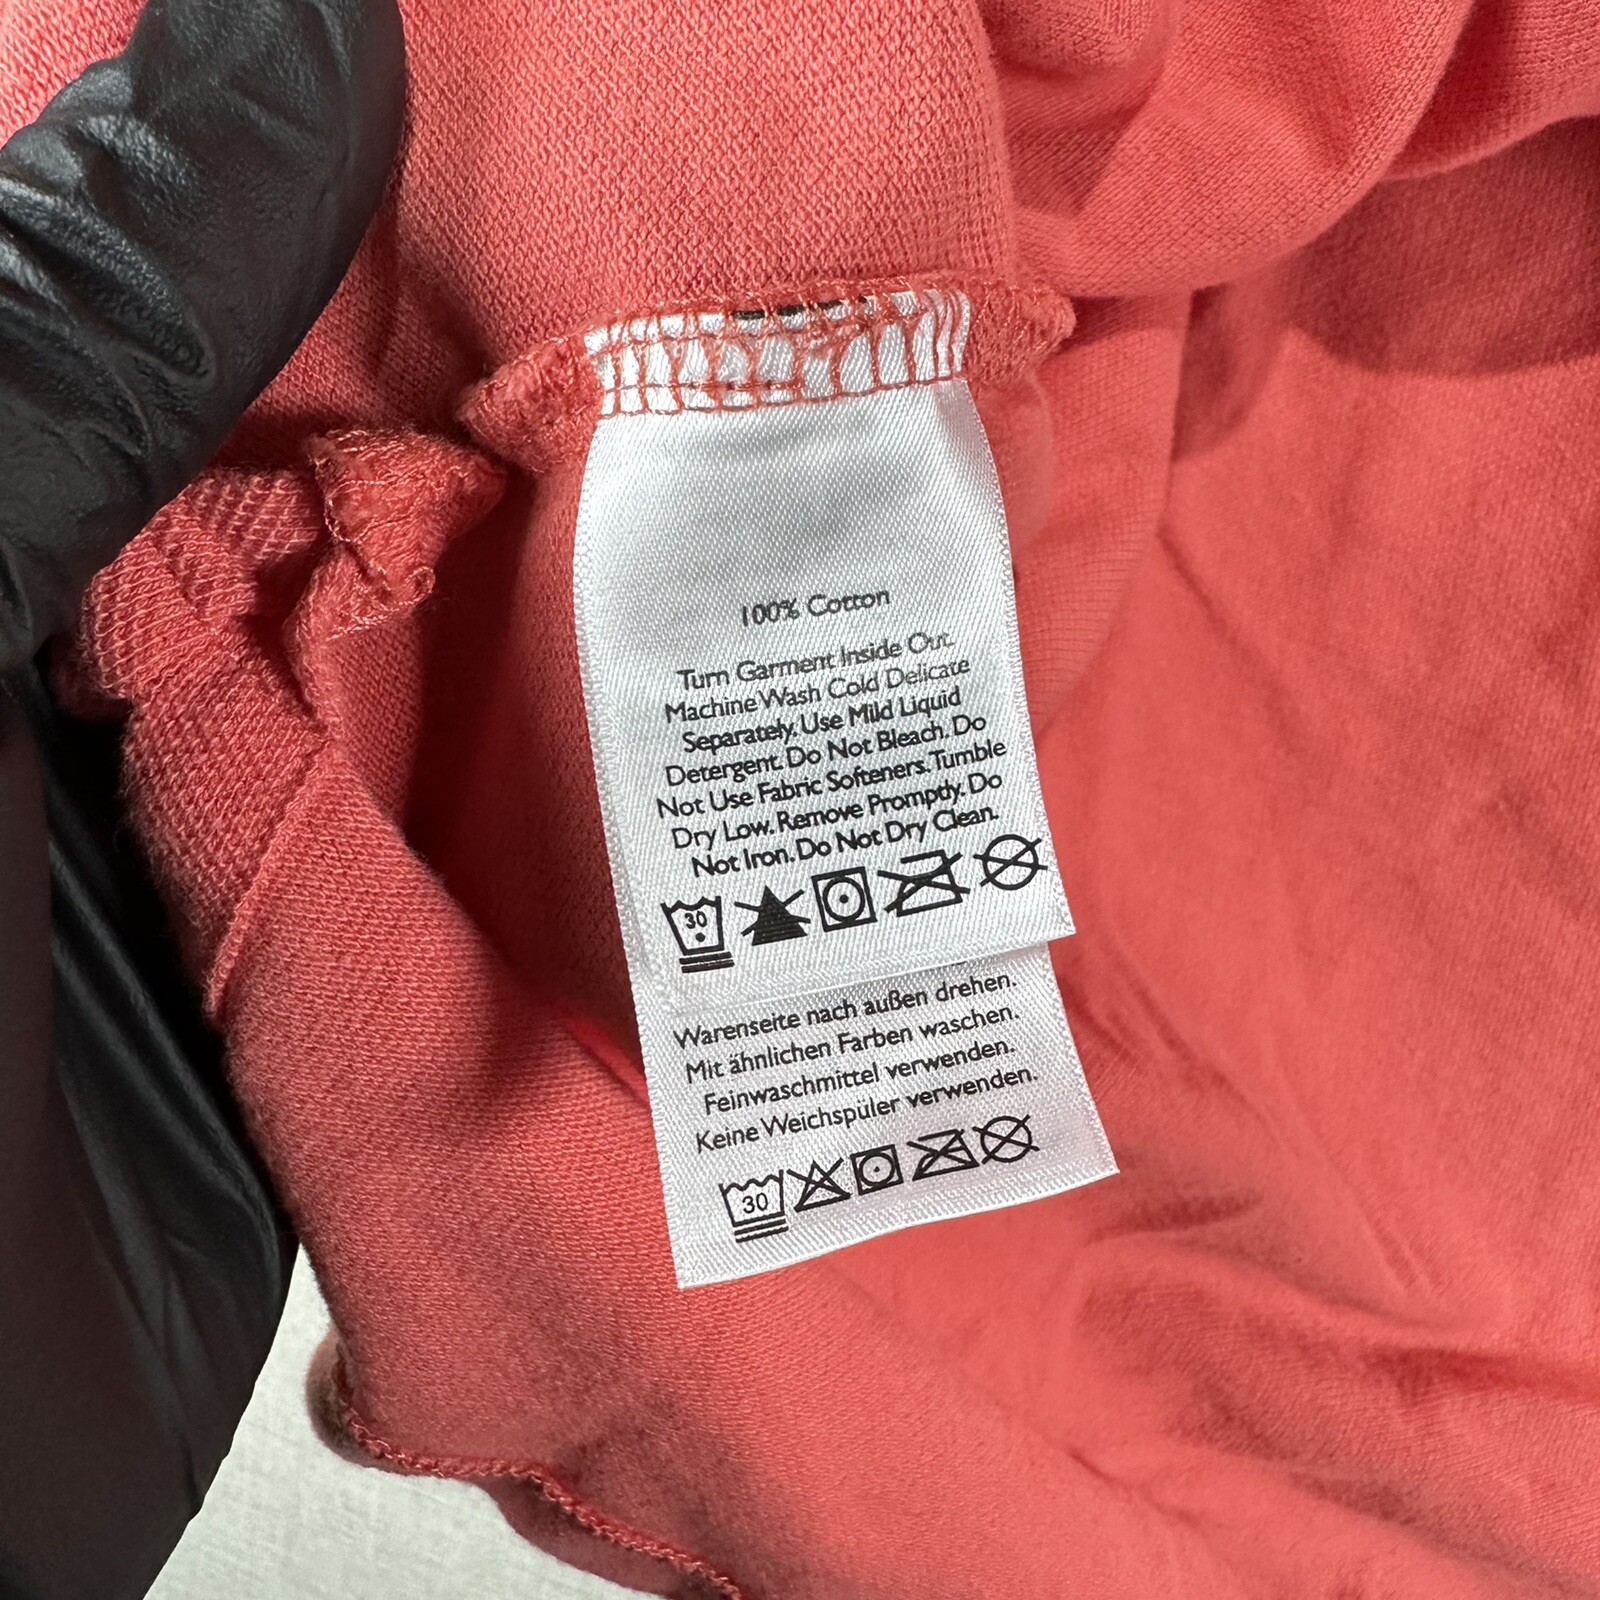 100% Cotton
Turn Garment Inside Out.
Machine Wash Cold Delicate
Separately. Use Mild Liquid
Detergent. Do Not Bleach. Do
Not Use Fabric Softeners. Tumble
Dry Low. Remove Promptly. Do
Not Iron. Do Not Dry Clean.
30
Warenseite nach außen drehen.
Mit ähnlichen Farben waschen.
Feinwaschmittel verwenden.
Keine Weichspüler verwenden.
30